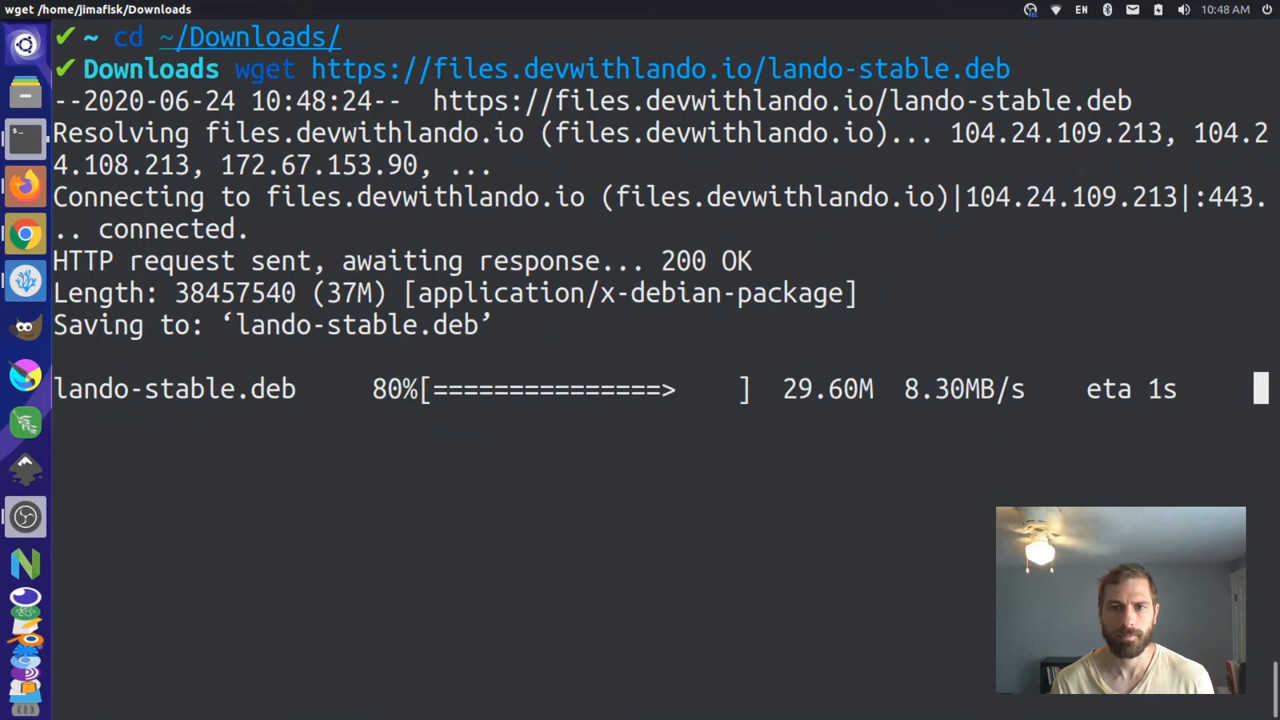 wget /home/jimafisk/Downloads
EN
10:48 AM
✔ ~ cd ~/Downloads/
✔ Downloads wget https://files.devwithlando.io/lando-stable.deb
--2020-06-24 10:48:24-- https://files.devwithlando.io/lando-stable.deb
Resolving files.devwithlando.io (files.devwithlando.io)... 104.24.109.213, 104.2
4.108.213, 172.67.153.90, ...
Connecting to files.devwithlando.io (files.devwithlando.io)|104.24.109.213|:443.
.. connected.
HTTP request sent, awaiting response... 200 OK
Length: 38457540 (37M) [application/x-debian-package]
Saving to: ‘lando-stable.deb’
lando-stable.deb 80%[===============> ] 29.60M 8.30MB/s eta 1s